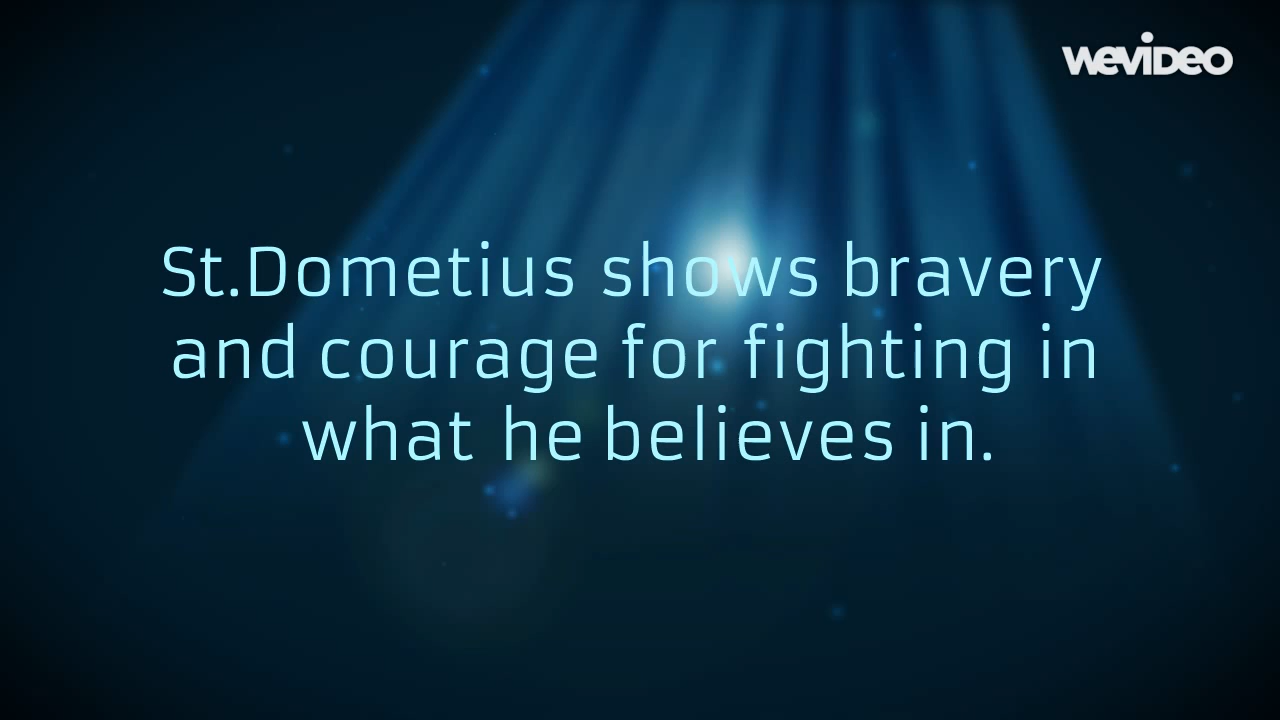 WeVideo
St.Dometius shows bravery
and courage for fighting in
what he believes in.